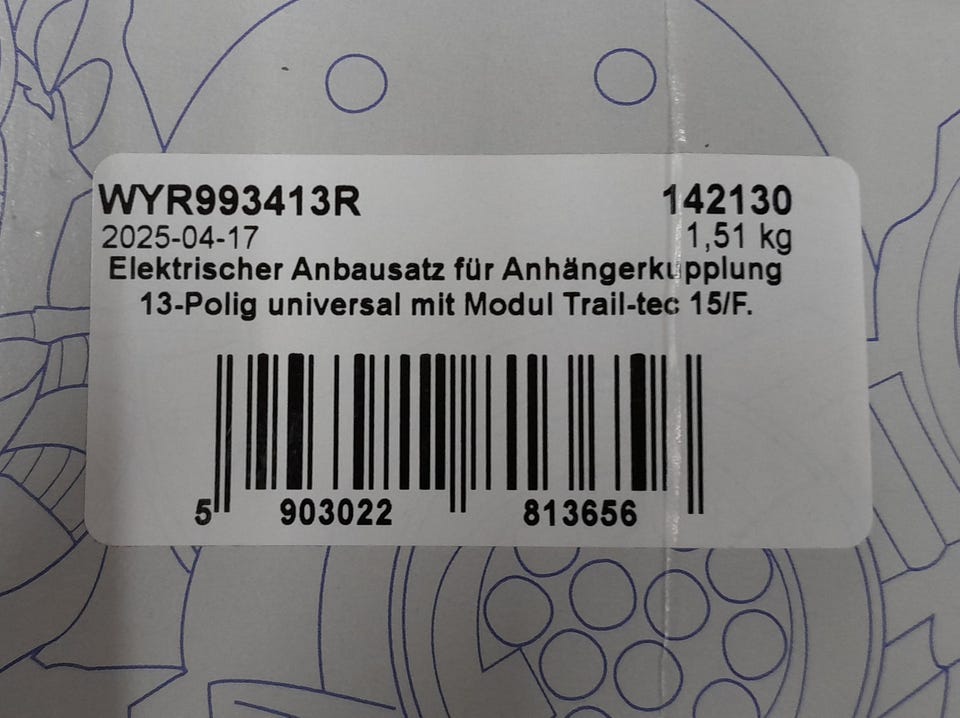 WYR993413R 142130
2025-04-17 1,51 kg
Elektrischer Anbausatz für Anhängerkupplung
13-Polig universal mit Modul Trail-tec 15/F.
5 903022 813656